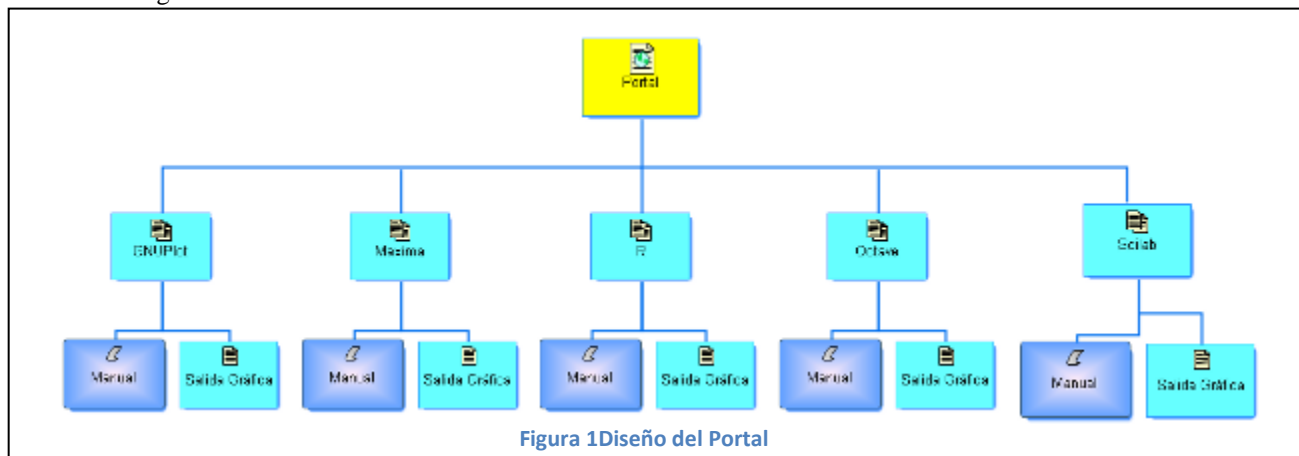 Portal
GNUPlot
Maxima
R
Octave
Scilab
Manual
Salida Gráfica
Manual
Salida Gráfica
Manual
Salida Gráfica
Manual
Salida Gráfica
Manual
Salida Gráfica
Figura 1Diseño del Portal